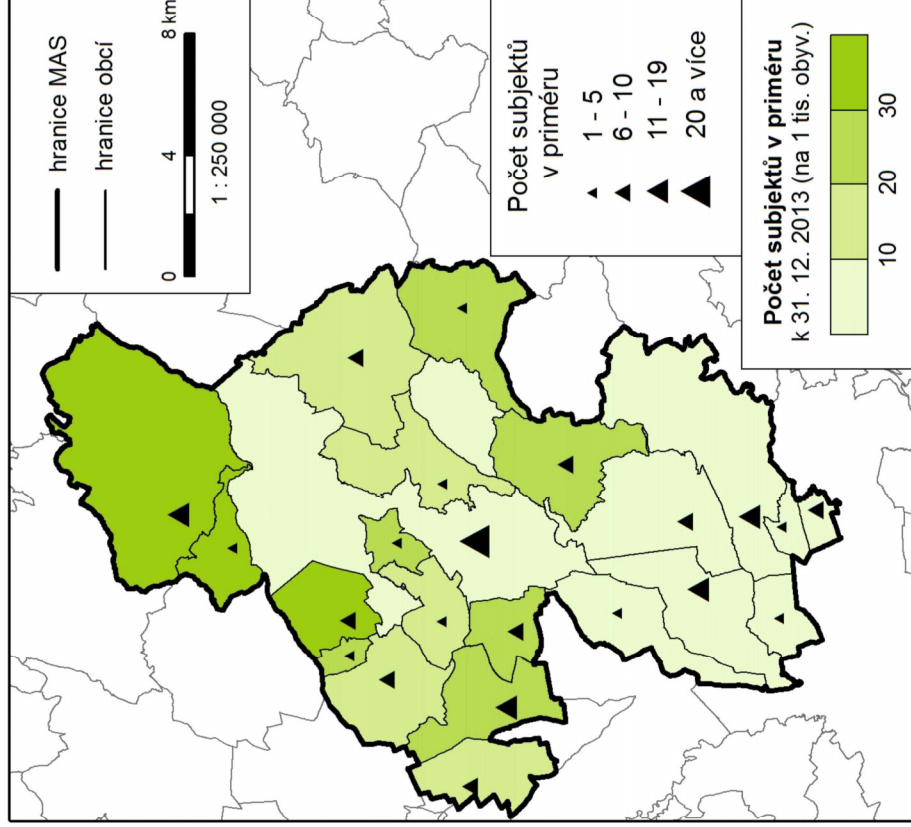 hranice MAS
hranice obcí
0 4 8 km
1 : 250 000
Počet subjektů
v priméru
1 - 5
6 - 10
11 - 19
20 a více
Počet subjektů v priméru
k 31. 12. 2013 (na 1 tis. obyv.)
10 20 30